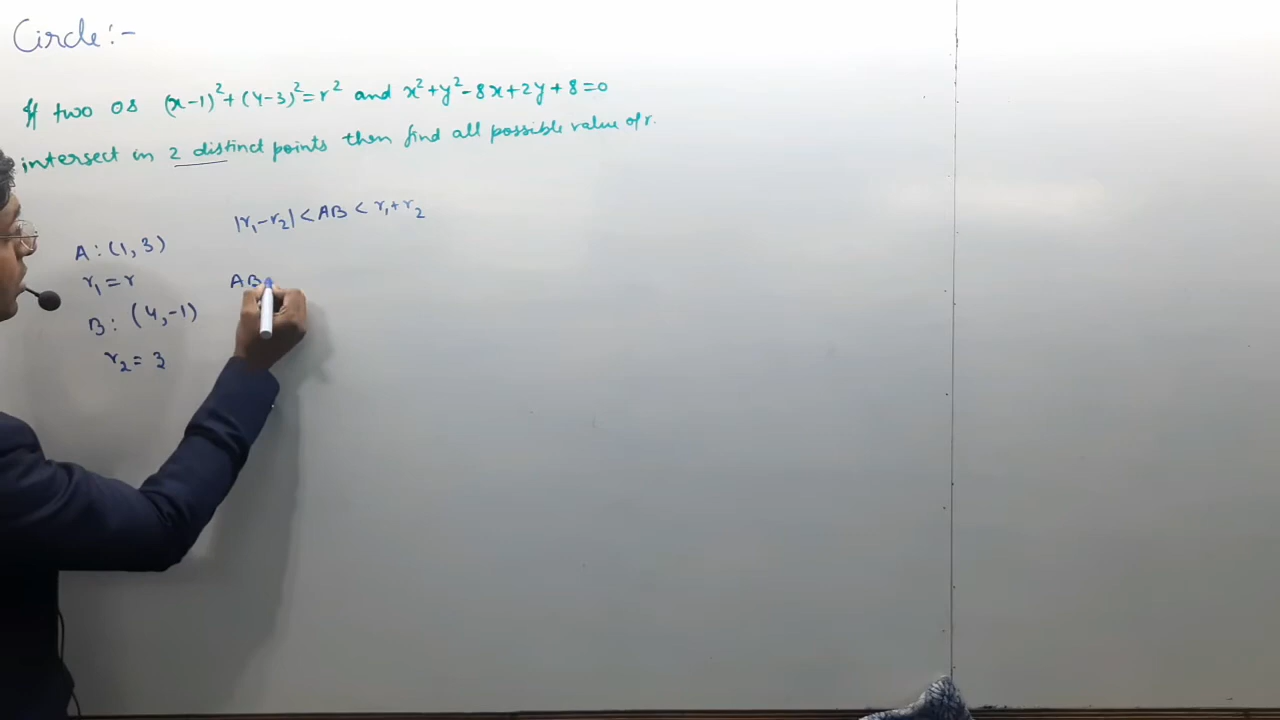 Circle:-
If two Os (x-1)²+(y-3)²=r² and x²+y²-8x+2y+8=0
intersect in 2 distinct points then find all possible value of r.
|r₁-r₂|<AB<r₁+r₂
A:(1,3)
r₁=r
AB
B:(4,-1)
r₂=3